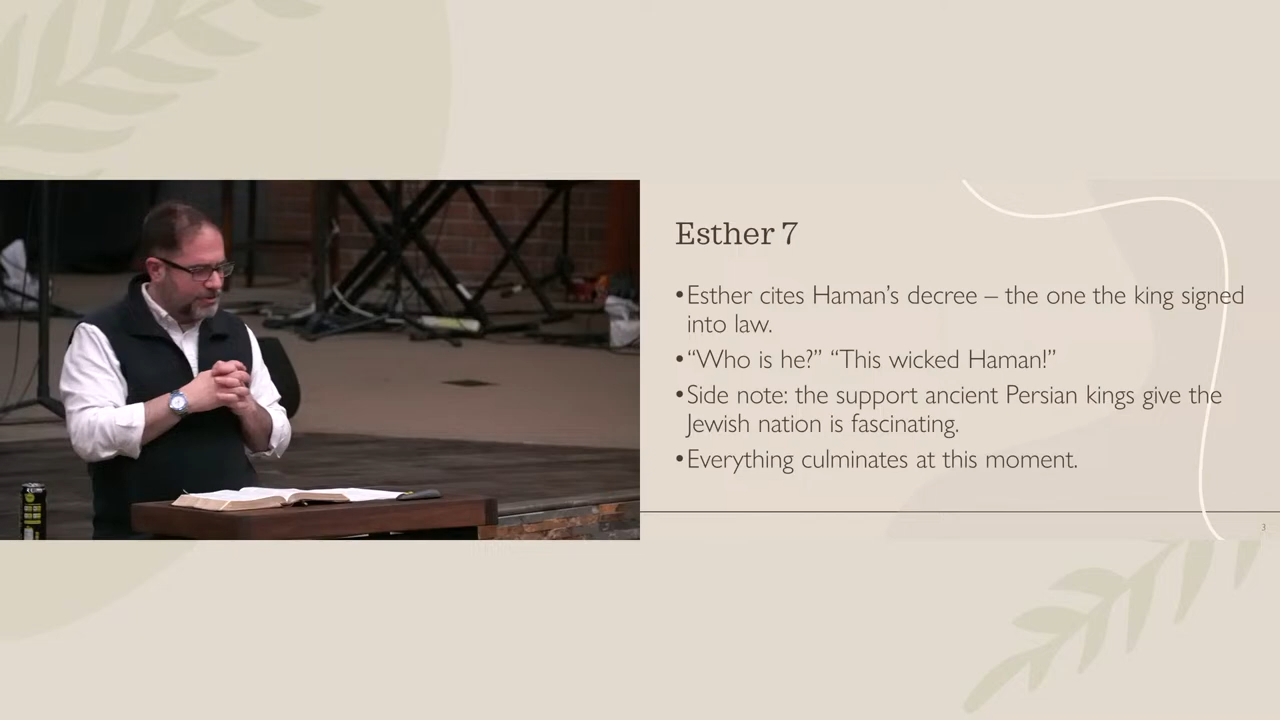 Esther 7
•Esther cites Haman’s decree – the one the king signed
into law.
•“Who is he?” “This wicked Haman!”
•Side note: the support ancient Persian kings give the
Jewish nation is fascinating.
•Everything culminates at this moment.
3